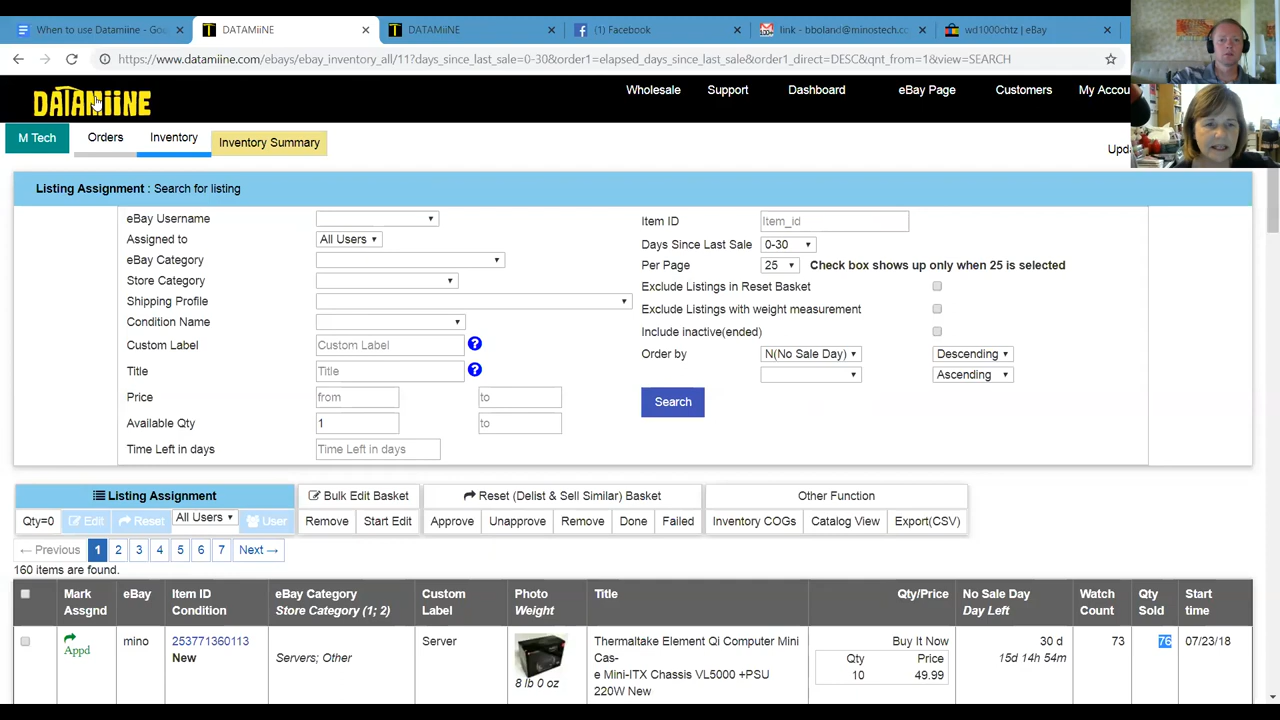 When to use Datamiine - Goo
DATAMiiNE
DATAMiiNE
(1) Facebook
link - bboland@minostech.co
wd1000chtz | eBay
https://www.datamiine.com/ebays/ebay_inventory_all/11?days_since_last_sale=0-30&order1=elapsed_days_since_last_sale&order1_direct=DESC&qnt_from=1&view=SEARCH
DATAMiiNE
Wholesale
Support
Dashboard
eBay Page
Customers
My Accou
M Tech
Orders
Inventory
Inventory Summary
Upda
Listing Assignment : Search for listing
eBay Username
Assigned to All Users
eBay Category
Store Category
Shipping Profile
Condition Name
Custom Label Custom Label ?
Title Title ?
Price from to
Available Qty 1 to
Time Left in days Time Left in days
Item ID Item_id
Days Since Last Sale 0-30
Per Page 25 Check box shows up only when 25 is selected
Exclude Listings in Reset Basket
Exclude Listings with weight measurement
Include inactive(ended)
Order by N(No Sale Day) Descending
Ascending
Search
Listing Assignment
Bulk Edit Basket
Reset (Delist & Sell Similar) Basket
Other Function
Qty=0 Edit Reset All Users User
Remove Start Edit
Approve Unapprove Remove Done Failed
Inventory COGs Catalog View Export(CSV)
← Previous 1 2 3 4 5 6 7 Next →
160 items are found.
Mark
Assgnd
eBay
Item ID
Condition
eBay Category
Store Category (1; 2)
Custom
Label
Photo
Weight
Title
Qty/Price
No Sale Day
Day Left
Watch
Count
Qty
Sold
Start
time
Appd
mino
253771360113
New
Servers; Other
Server
8 lb 0 oz
Thermaltake Element Qi Computer Mini
Cas-
e Mini-ITX Chassis VL5000 +PSU
220W New
Buy It Now
Qty Price
10 49.99
30 d
15d 14h 54m
73
76
07/23/18